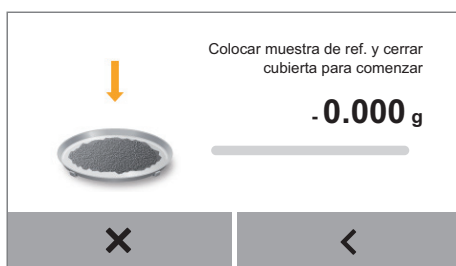 Colocar muestra de ref. y cerrar
cubierta para comenzar
-0.000 g